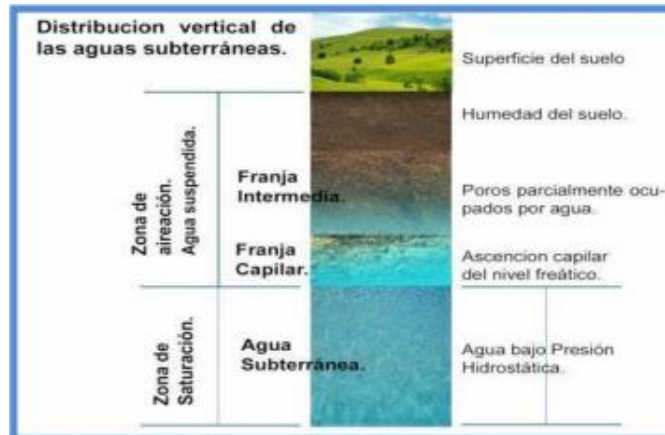 Distribucion vertical de
las aguas subterráneas.
Superficie del suelo
Humedad del suelo.
Zona de
aireación.
Agua suspendida.
Franja
Intermedia.
Poros parcialmente ocu-
pados por agua.
Franja
Capilar.
Ascencion capilar
del nivel freático.
Zona de
Saturación.
Agua
Subterránea.
Agua bajo Presión
Hidrostática.